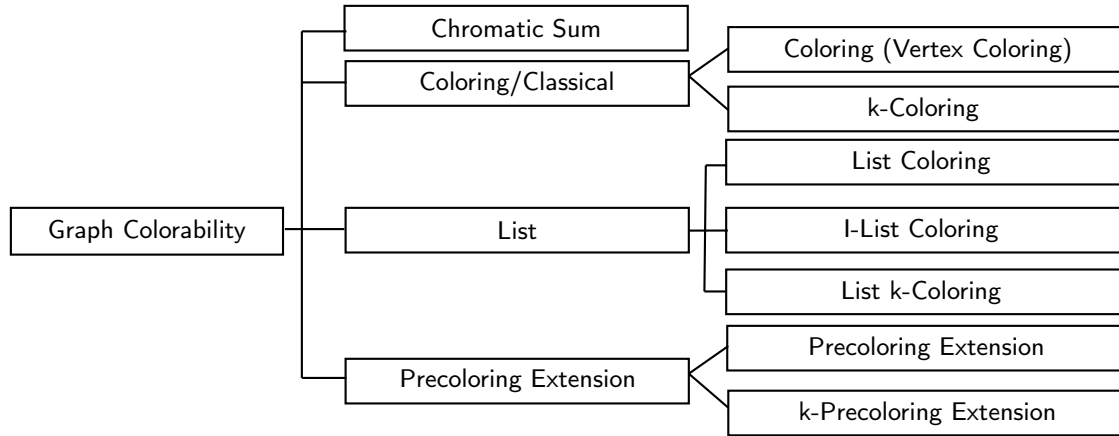 Chromatic Sum
Coloring/Classical
Coloring (Vertex Coloring)
k-Coloring
List Coloring
Graph Colorability
List
l-List Coloring
List k-Coloring
Precoloring Extension
Precoloring Extension
k-Precoloring Extension